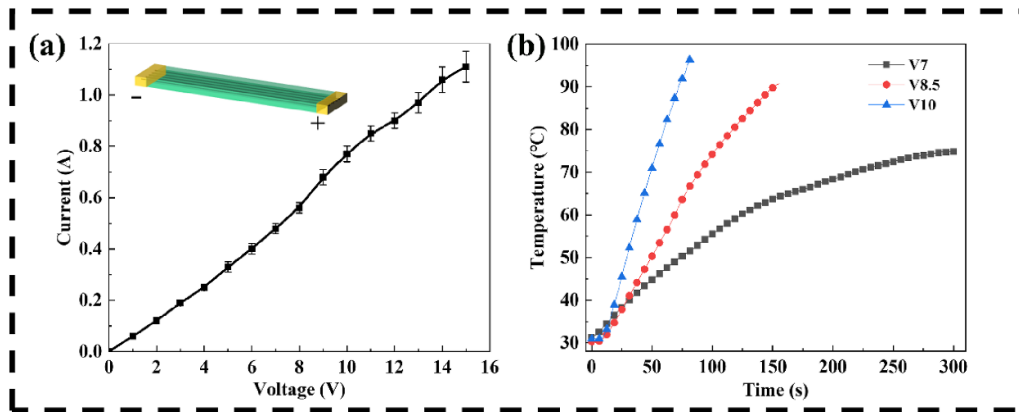 (a)
1.2
1.0
0.8
0.6
0.4
0.2
0.0
0 2 4 6 8 10 12 14 16
Current (A)
Voltage (V)
-
+
(b)
100
90
80
70
60
50
40
30
0 50 100 150 200 250 300
Temperature (°C)
Time (s)
V7
V8.5
V10